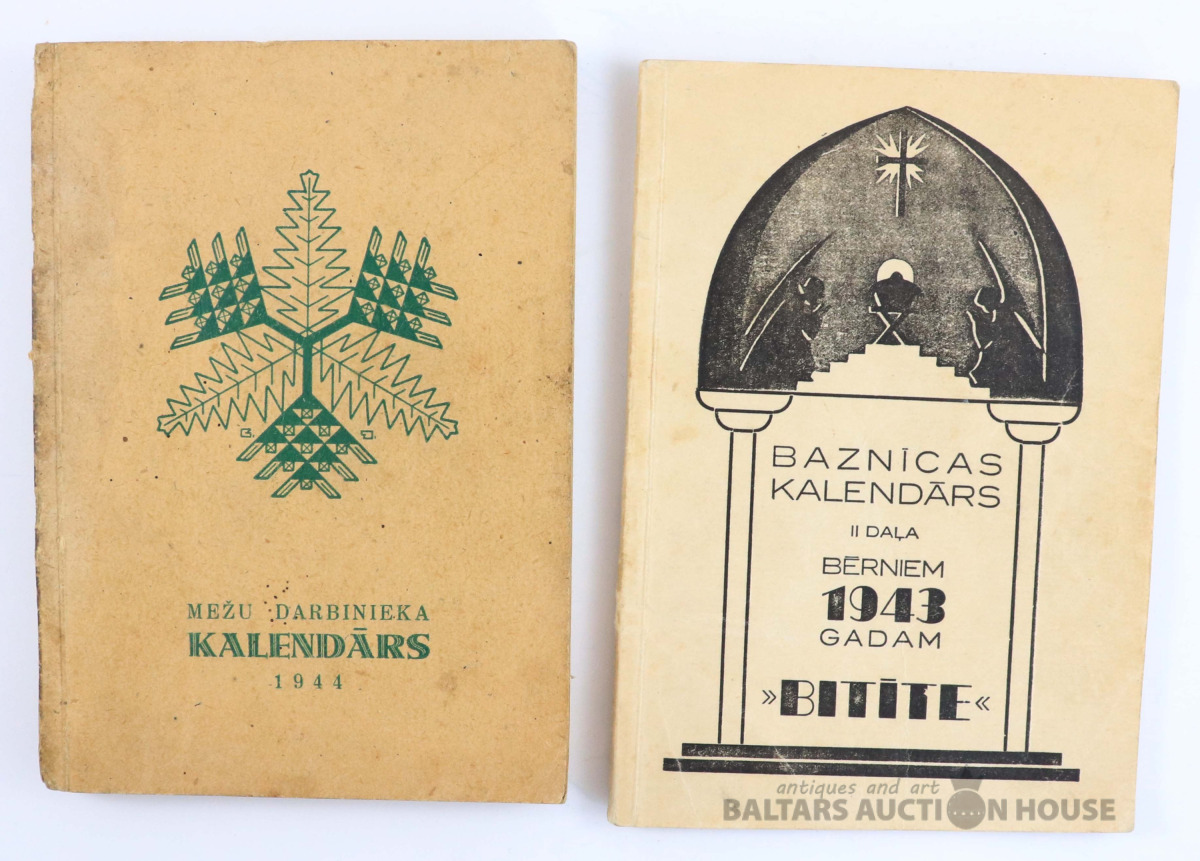 MEŽU DARBINIEKA
KALENDĀRS
1944
BAZNĪCAS
KALENDĀRS
II DAĻA
BĒRNIEM
1943
GADAM
»BITĪTE«
antiques and art
BALTARS AUCTION HOUSE